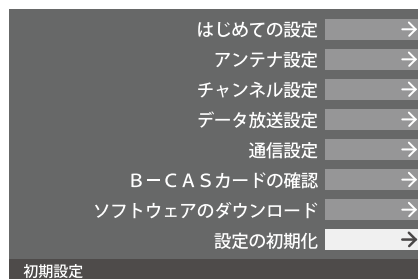 はじめての設定
アンテナ設定
チャンネル設定
データ放送設定
通信設定
B－CASカードの確認
ソフトウェアのダウンロード
設定の初期化
初期設定